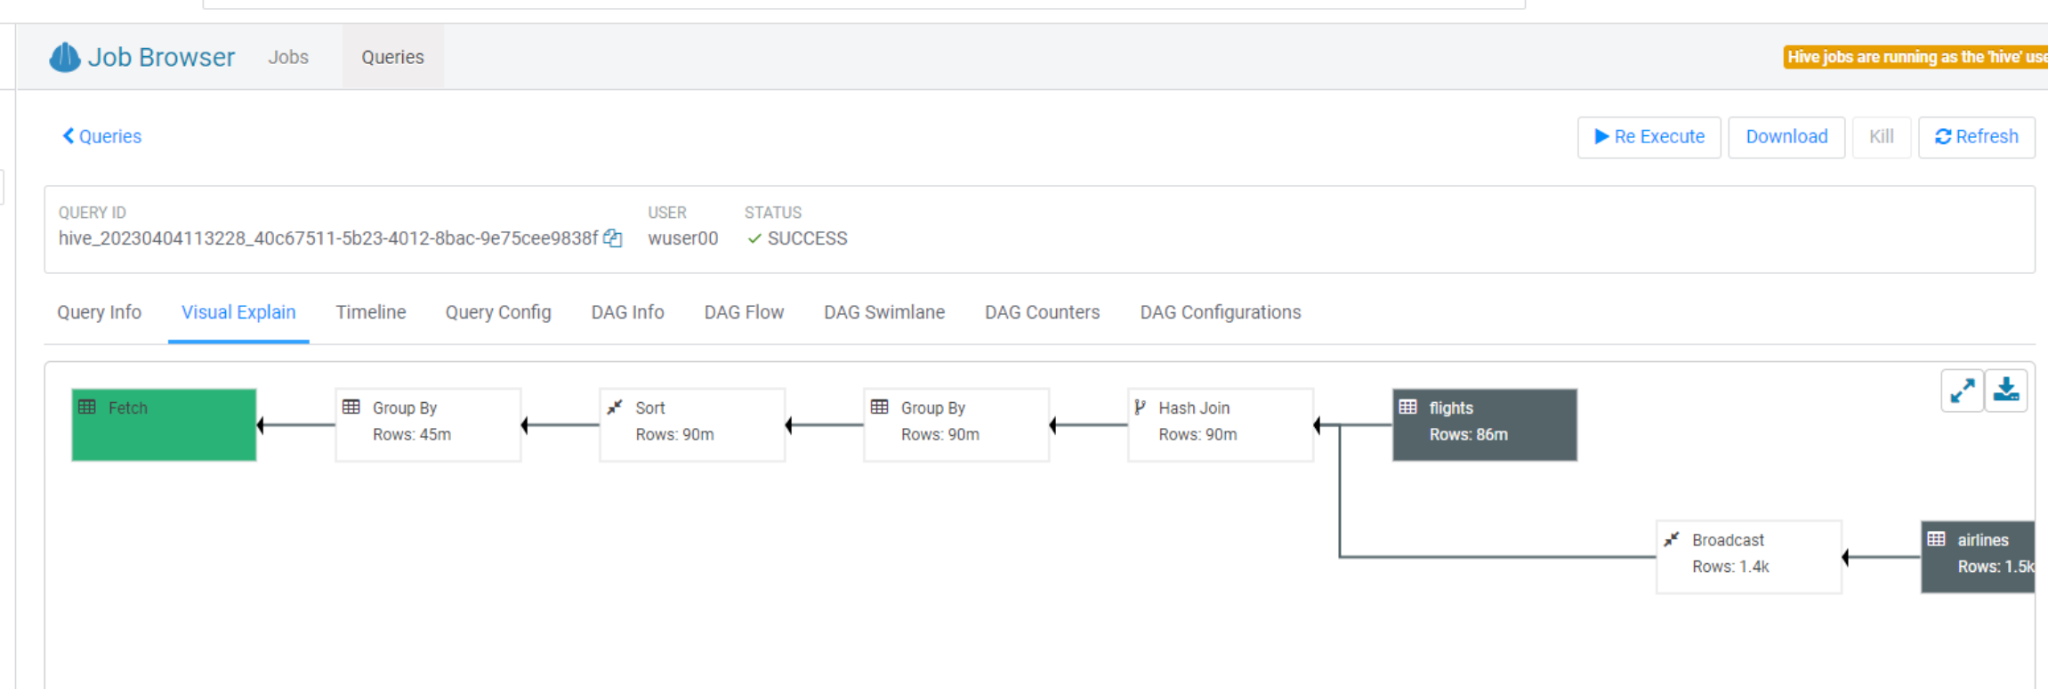 Job Browser Jobs Queries Hive jobs are running as the 'hive' use
Queries Re Execute Download Kill Refresh
QUERY ID USER STATUS
hive_20230404113228_40c67511-5b23-4012-8bac-9e75cee9838f wuser00 SUCCESS
Query Info Visual Explain Timeline Query Config DAG Info DAG Flow DAG Swimlane DAG Counters DAG Configurations
Fetch Group By Sort Group By Hash Join flights
Rows: 45m Rows: 90m Rows: 90m Rows: 90m Rows: 86m
Broadcast airlines
Rows: 1.4k Rows: 1.5k